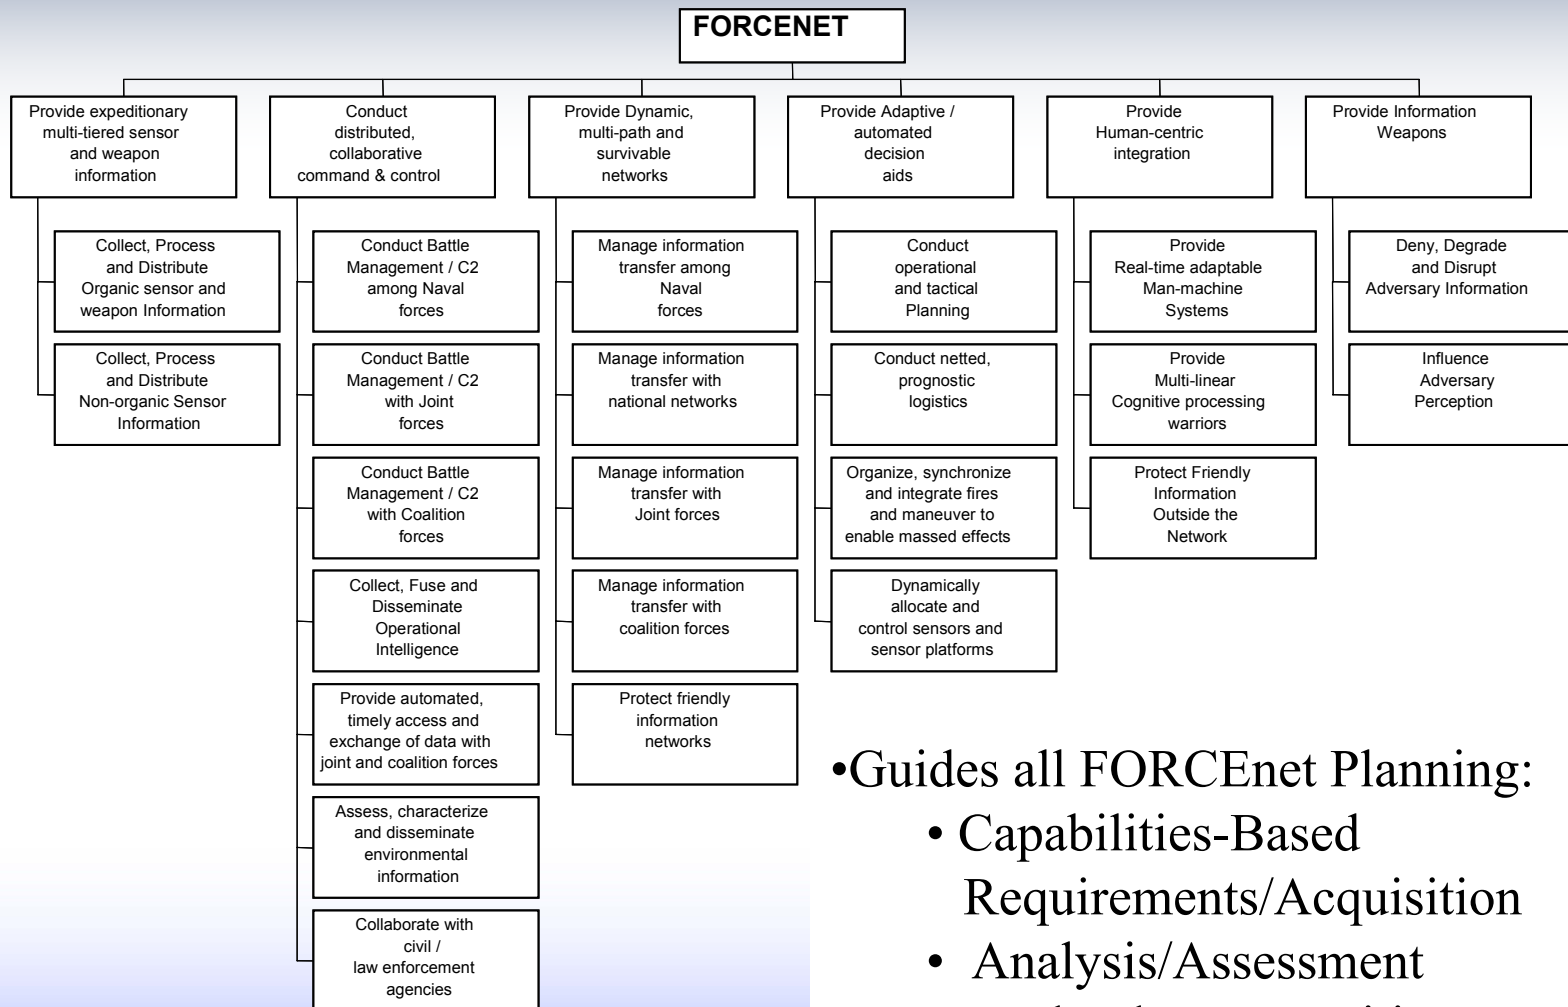 FORCENET
Provide expeditionary
multi-tiered sensor
and weapon
information
Collect, Process
and Distribute
Organic sensor and
weapon Information
Collect, Process
and Distribute
Non-organic Sensor
Information
Conduct
distributed,
collaborative
command & control
Conduct Battle
Management / C2
among Naval
forces
Conduct Battle
Management / C2
with Joint
forces
Conduct Battle
Management / C2
with Coalition
forces
Collect, Fuse and
Disseminate
Operational
Intelligence
Provide automated,
timely access and
exchange of data with
joint and coalition forces
Assess, characterize
and disseminate
environmental
information
Collaborate with
civil /
law enforcement
agencies
Provide Dynamic,
multi-path and
survivable
networks
Manage information
transfer among
Naval
forces
Manage information
transfer with
national networks
Manage information
transfer with
Joint forces
Manage information
transfer with
coalition forces
Protect friendly
information
networks
Provide Adaptive /
automated
decision
aids
Conduct
operational
and tactical
Planning
Conduct netted,
prognostic
logistics
Organize, synchronize
and integrate fires
and maneuver to
enable massed effects
Dynamically
allocate and
control sensors and
sensor platforms
Provide
Human-centric
integration
Provide
Real-time adaptable
Man-machine
Systems
Provide
Multi-linear
Cognitive processing
warriors
Protect Friendly
Information
Outside the
Network
Provide Information
Weapons
Deny, Degrade
and Disrupt
Adversary Information
Influence
Adversary
Perception
•Guides all FORCEnet Planning:
• Capabilities-Based
Requirements/Acquisition
• Analysis/Assessment